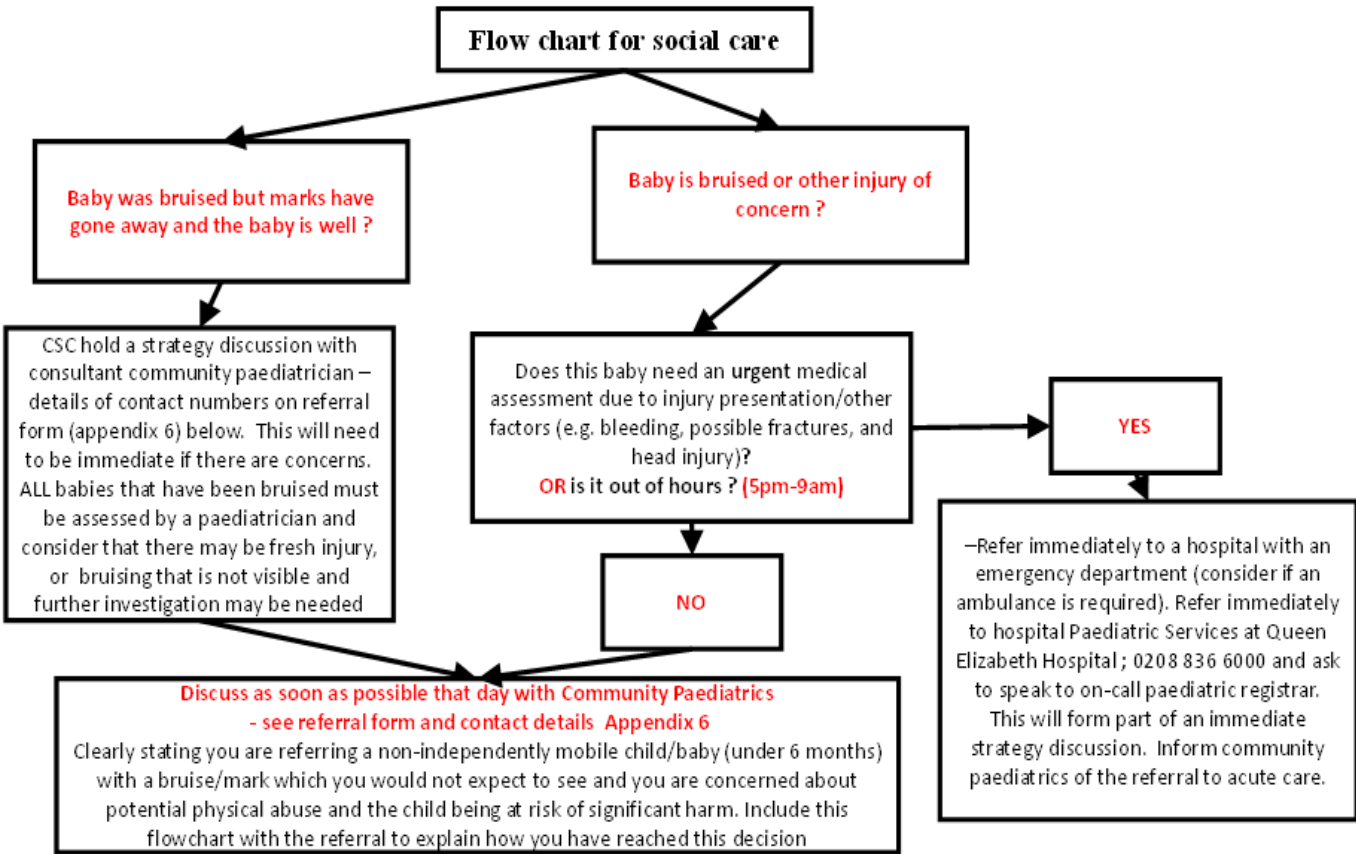 Flow chart for social care
Baby was bruised but marks have
gone away and the baby is well ?
Baby is bruised or other injury of
concern ?
CSC hold a strategy discussion with
consultant community paediatrician –
details of contact numbers on referral
form (appendix 6) below.  This will need
to be immediate if there are concerns.
ALL babies that have been bruised must
be assessed by a paediatrician and
consider that there may be fresh injury,
or  bruising that is not visible and
further investigation may be needed
Does this baby need an urgent medical
assessment due to injury presentation/other
factors (e.g. bleeding, possible fractures, and
head injury)?
OR is it out of hours ? (5pm-9am)
YES
NO
–Refer immediately to a hospital with an
emergency department (consider if an
ambulance is required). Refer immediately
to hospital Paediatric Services at Queen
Elizabeth Hospital ; 0208 836 6000 and ask
to speak to on-call paediatric registrar.
This will form part of an immediate
strategy discussion.  Inform community
paediatrics of the referral to acute care.
Discuss as soon as possible that day with Community Paediatrics
- see referral form and contact details  Appendix 6
Clearly stating you are referring a non-independently mobile child/baby (under 6 months)
with a bruise/mark which you would not expect to see and you are concerned about
potential physical abuse and the child being at risk of significant harm. Include this
flowchart with the referral to explain how you have reached this decision